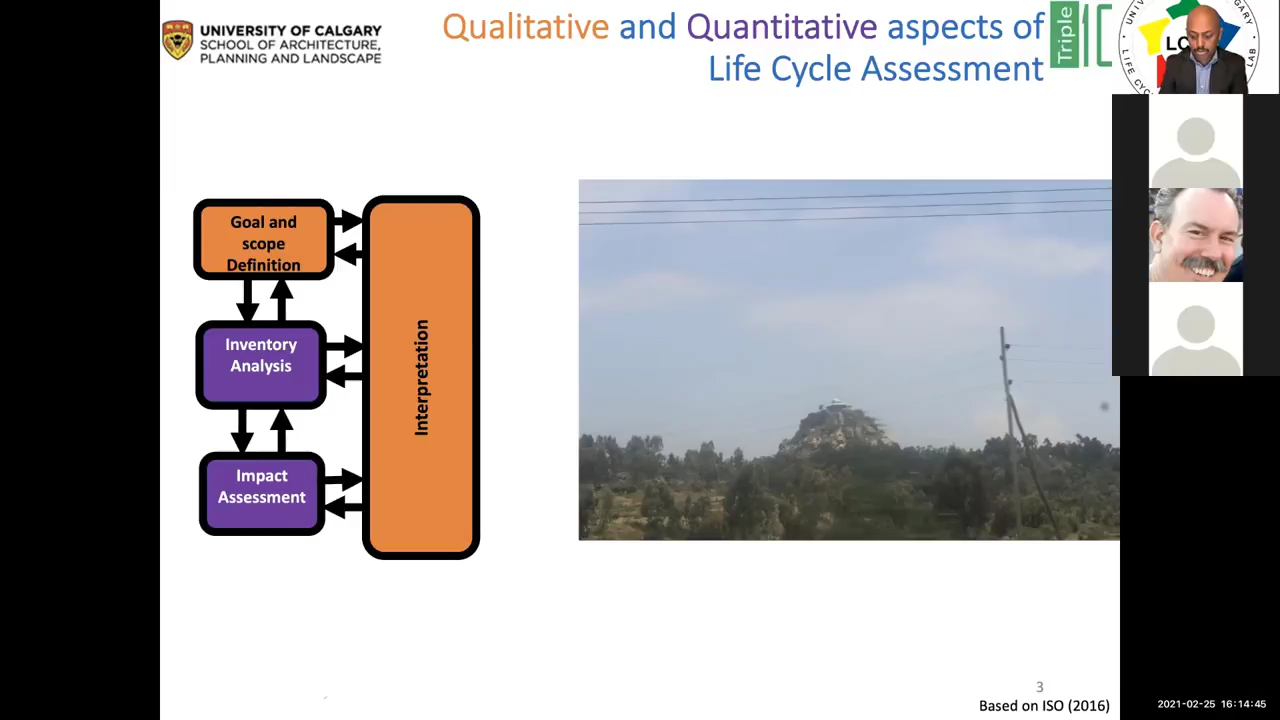 UNIVERSITY OF CALGARY
SCHOOL OF ARCHITECTURE,
PLANNING AND LANDSCAPE
Qualitative and Quantitative aspects of
Life Cycle Assessment
Triple
LC
LAB
Goal and
scope
Definition
Inventory
Analysis
Impact
Assessment
Interpretation
3
Based on ISO (2016)
2021-02-25 16:14:45